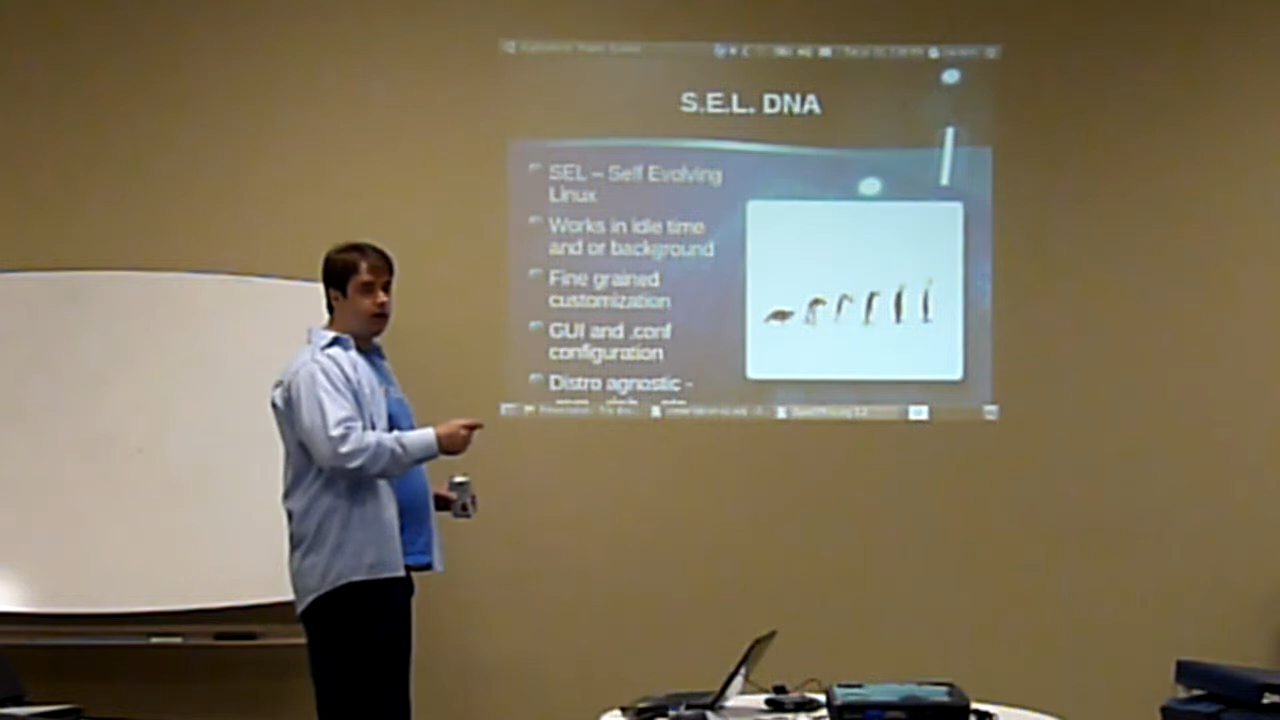 S.E.L. DNA
SEL – Self Evolving
Linux
Works in idle time
and or background
Fine grained
customization
GUI and .conf
configuration
Distro agnostic -